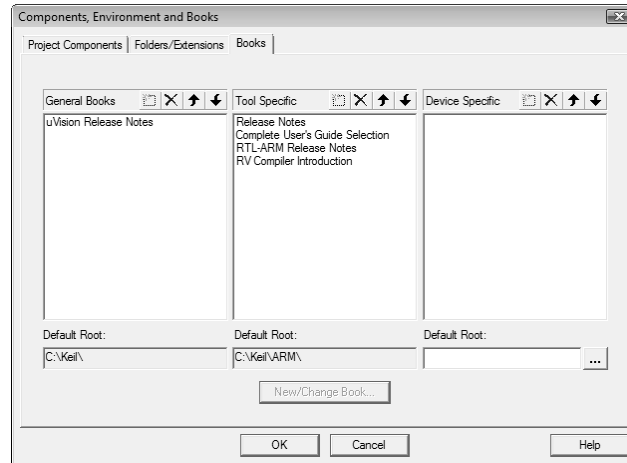 Components, Environment and Books
Project Components Folders/Extensions Books
General Books Tool Specific Device Specific
uVision Release Notes
Release Notes
Complete User's Guide Selection
RTL-ARM Release Notes
RV Compiler Introduction
Default Root: Default Root: Default Root:
C:\Keil\ C:\Keil\ARM\ ...
New/Change Book...
OK Cancel Help